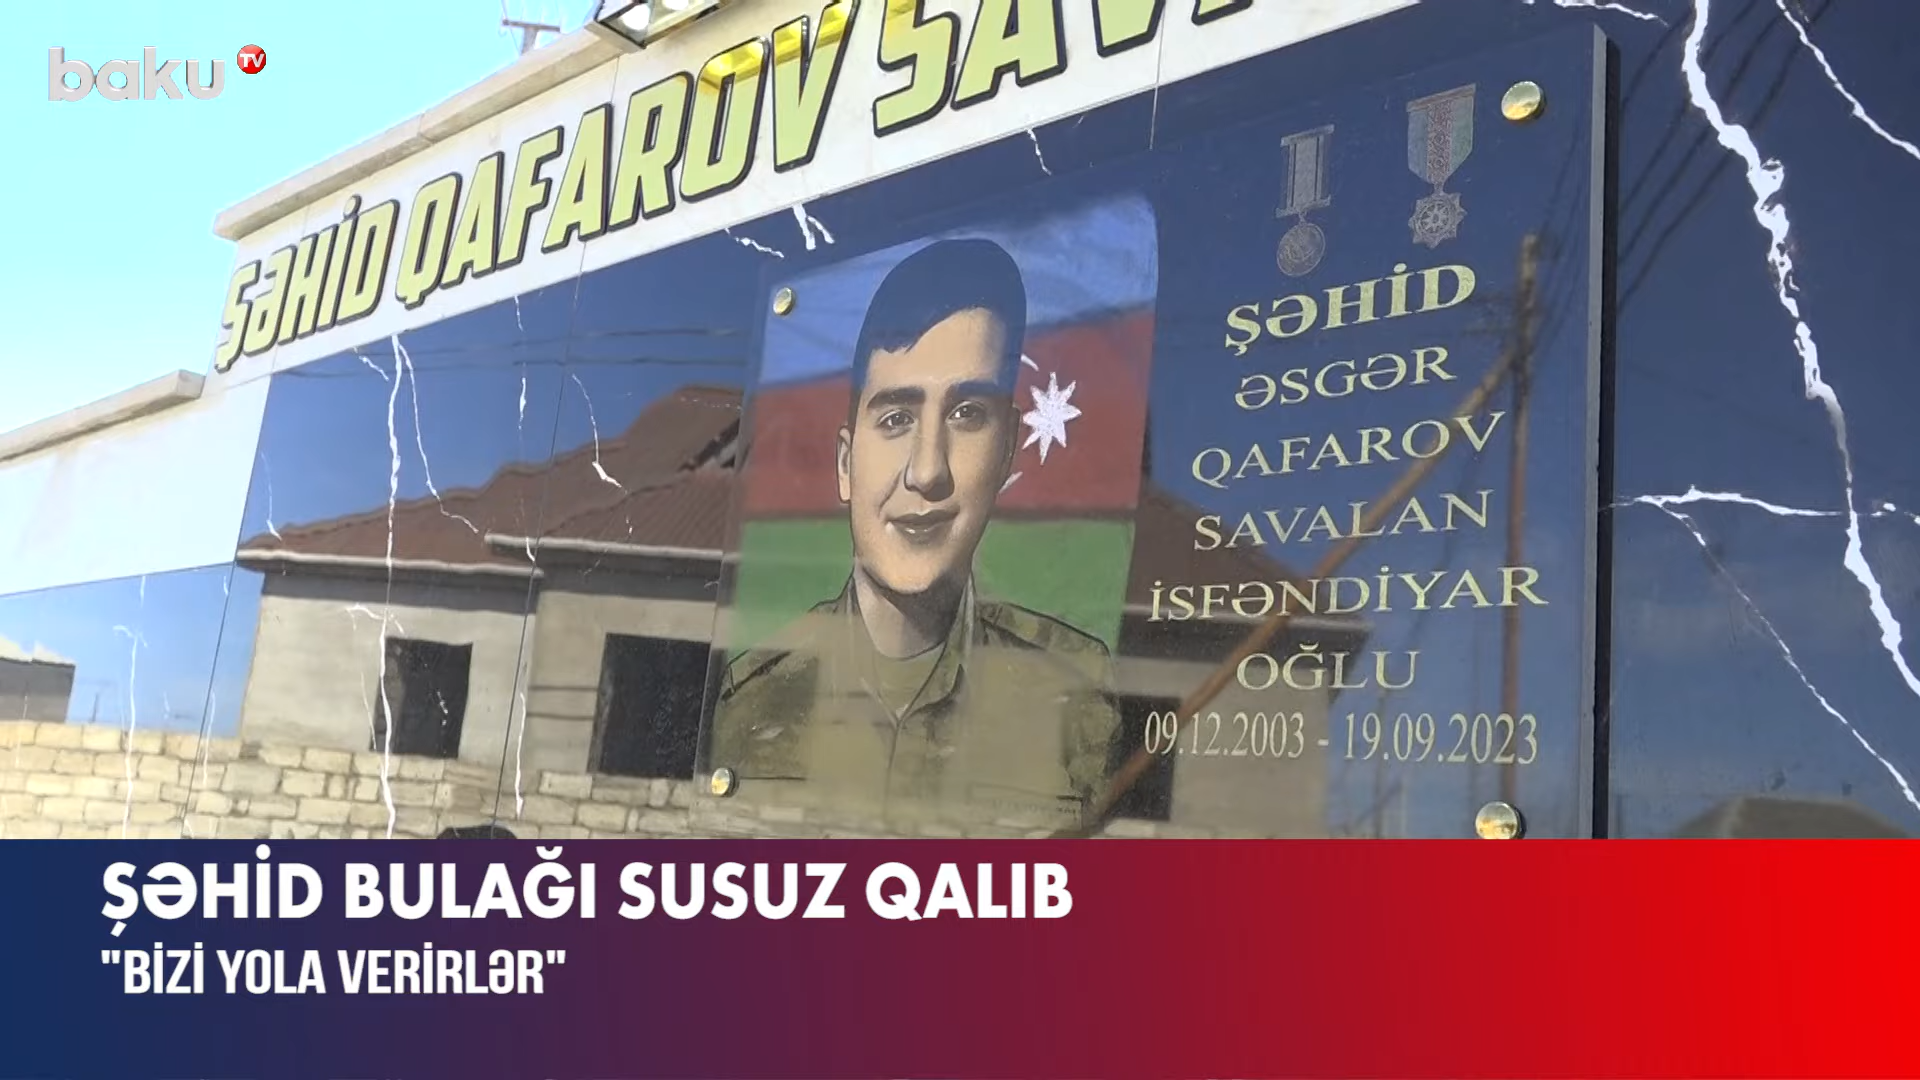 baku TV
ŞƏHİD QAFAROV
ŞƏHİD
ƏSGƏR
QAFAROV
SAVALAN
İSFƏNDİYAR
OĞLU
09.12.2003 - 19.09.2023
ŞƏHİD BULAĞI SUSUZ QALIB
"BİZİ YOLA VERİRLƏR"